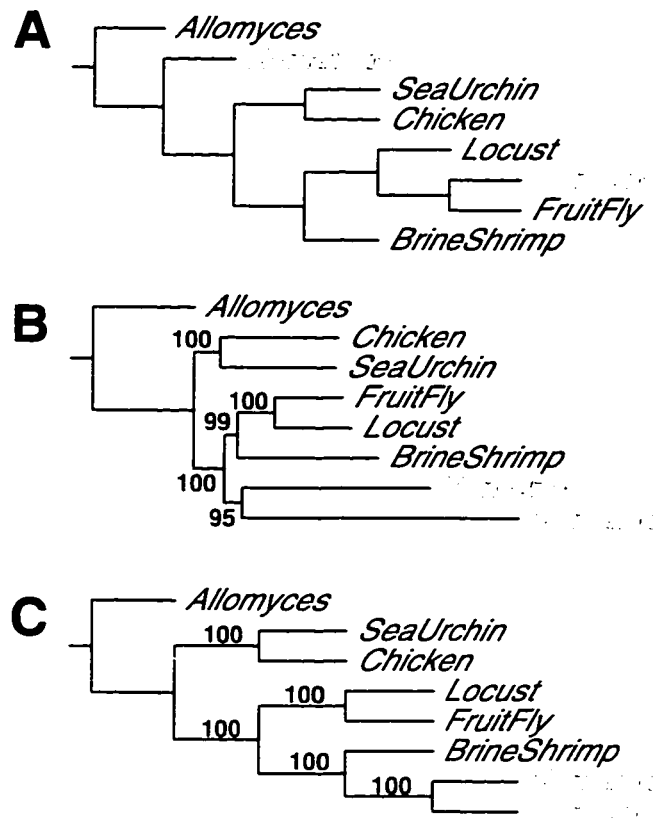 A
Allomyces
SeaUrchin
Chicken
Locust
FruitFly
BrineShrimp
B
Allomyces
100
Chicken
SeaUrchin
100
FruitFly
99
Locust
BrineShrimp
100
95
C
Allomyces
100
SeaUrchin
Chicken
100
Locust
FruitFly
100
BrineShrimp
100
100